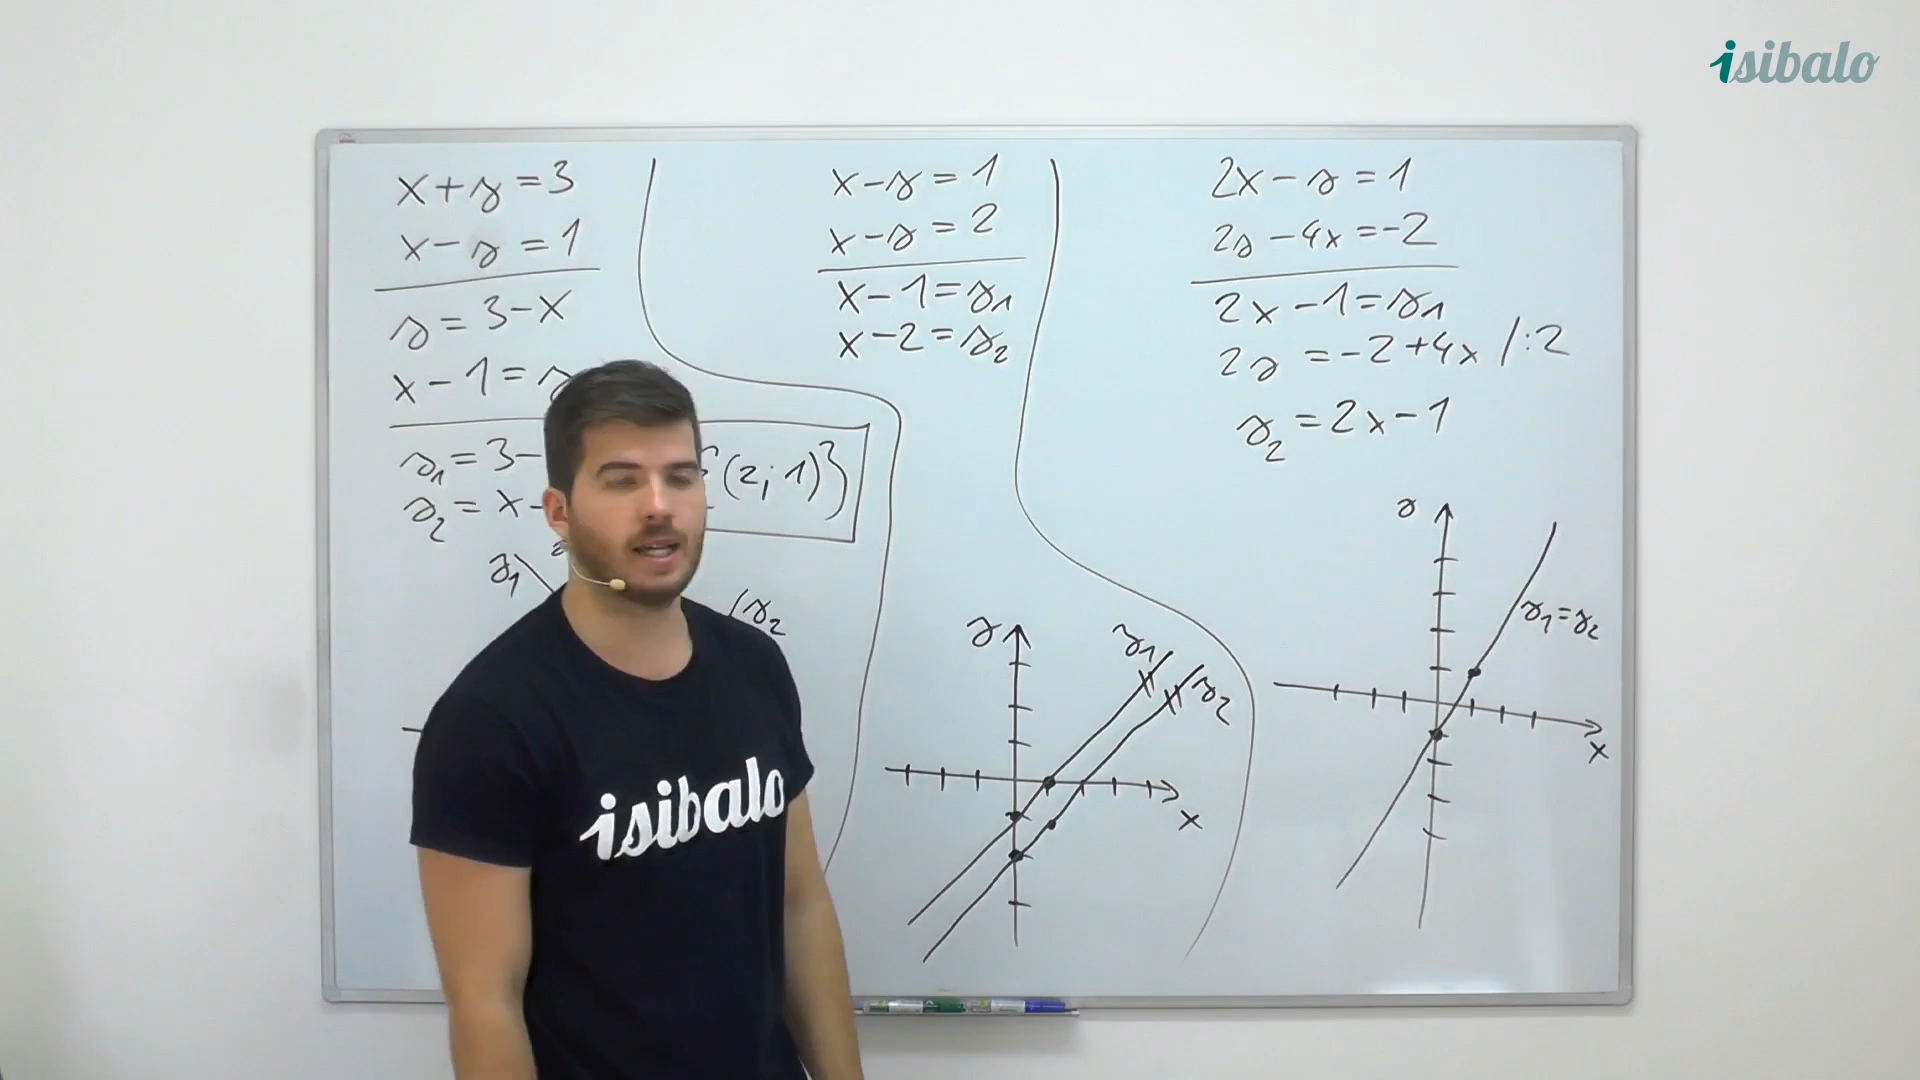 isibalo
x+y=3
x-y=1
y=3-x
x-1=y
y₁=3-
y₂=x-
{(2;1)}
y₁
y₂
x-y=1
x-y=2
x-1=y₁
x-2=y₂
y
y₁
y₂
x
2x-y=1
2y-4x=-2
2x-1=y₁
2y=-2+4x /:2
y₂=2x-1
y
y₁=y₂
x
isibalo